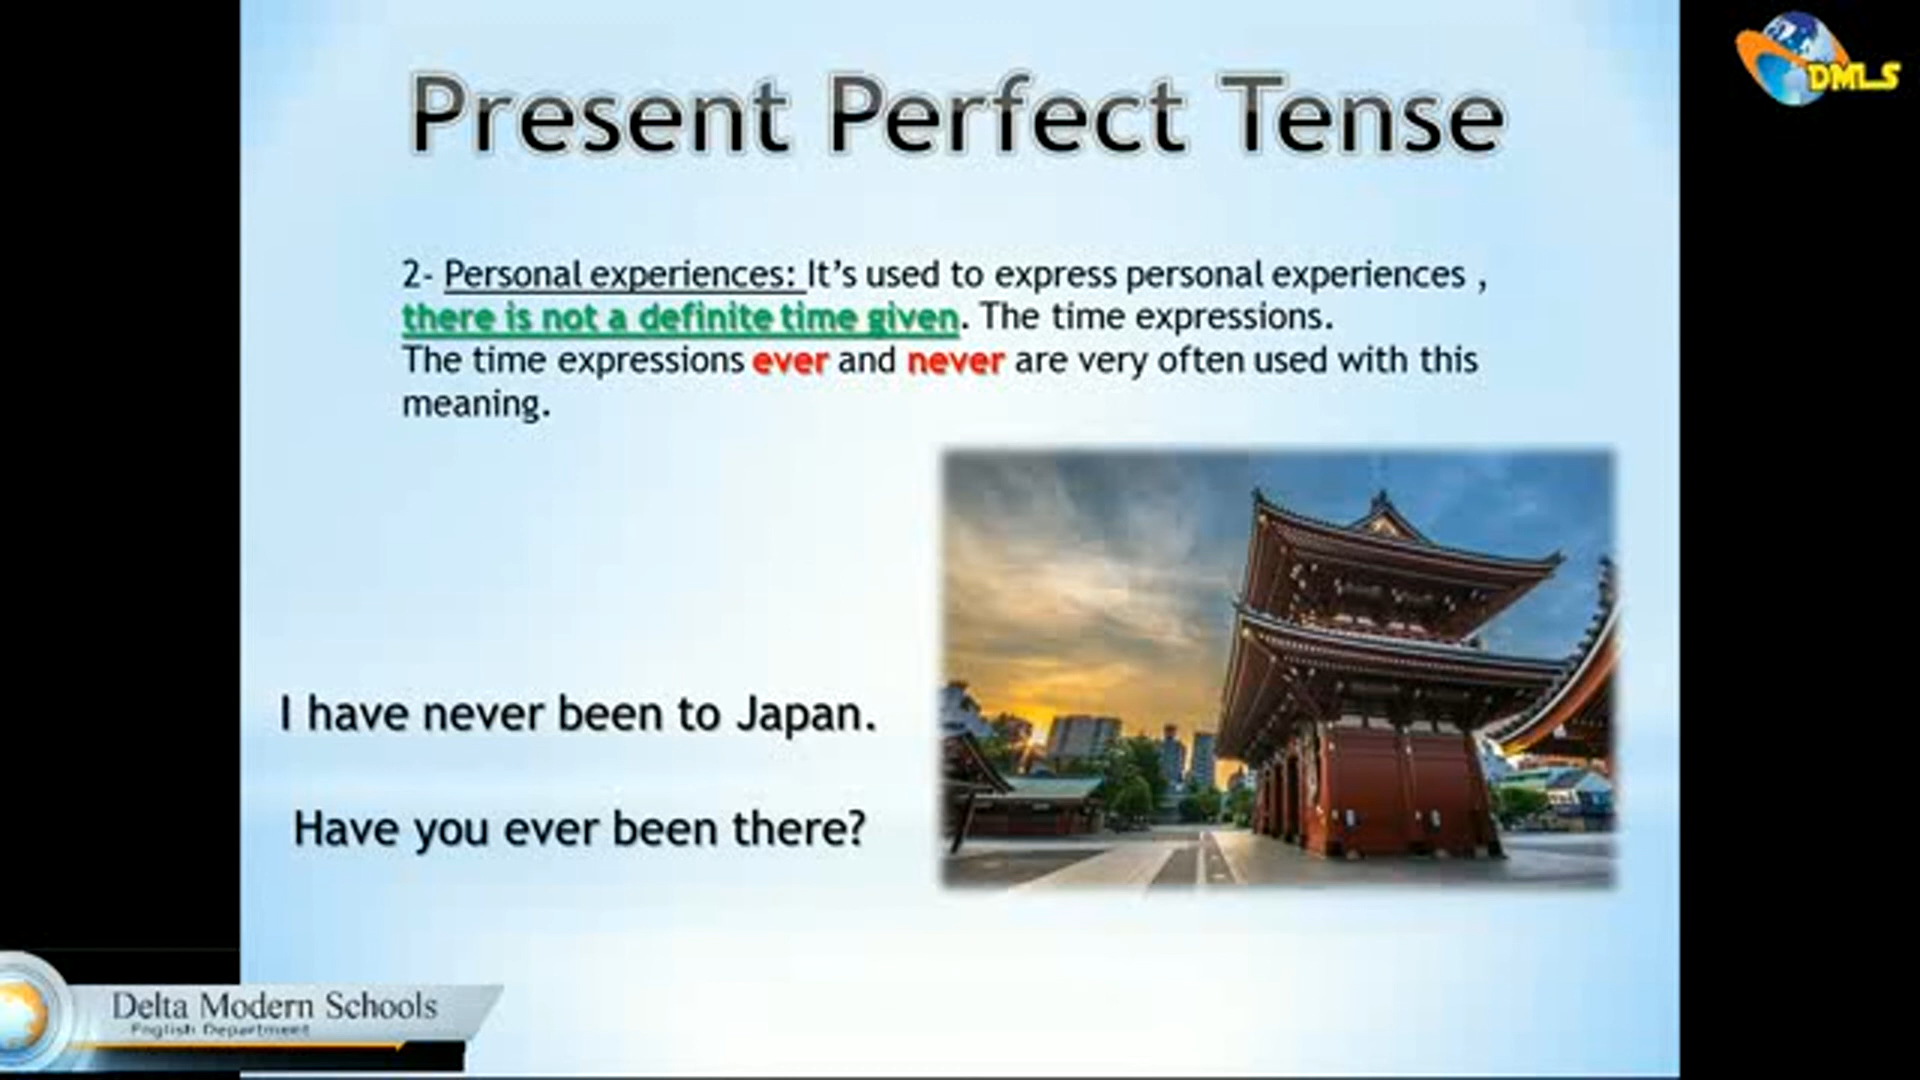 DMLS
Present Perfect Tense
2- Personal experiences: It’s used to express personal experiences ,
there is not a definite time given. The time expressions.
The time expressions ever and never are very often used with this
meaning.
I have never been to Japan.
Have you ever been there?
Delta Modern Schools
English Department